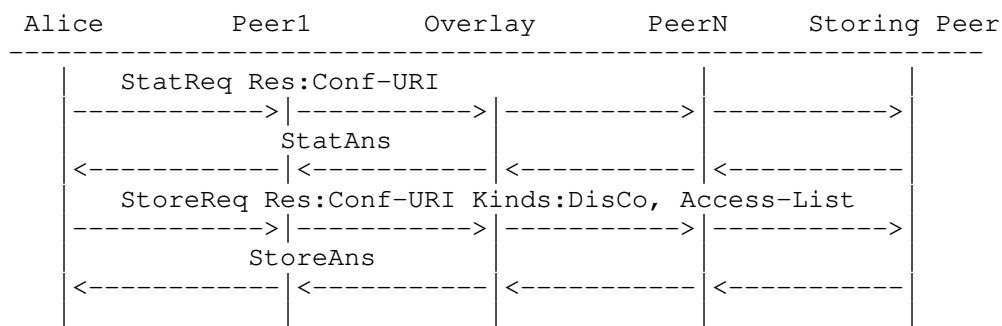 Alice Peer1 Overlay PeerN Storing Peer
StatReq Res:Conf-URI
StatAns
StoreReq Res:Conf-URI Kinds:DisCo, Access-List
StoreAns